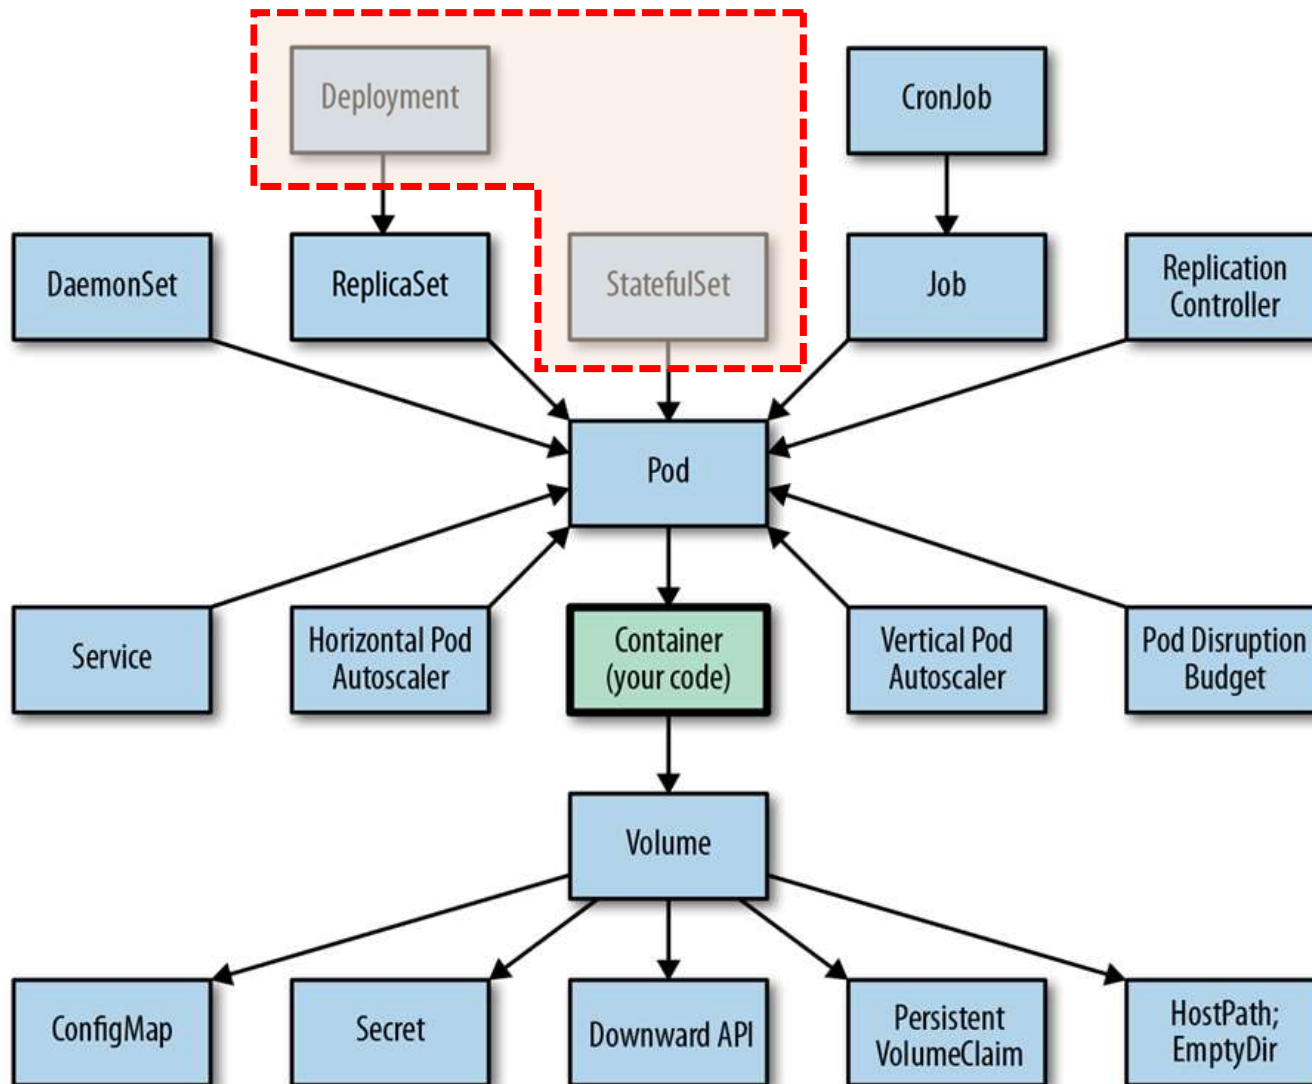 Deployment
CronJob
DaemonSet
ReplicaSet
StatefulSet
Job
Replication
Controller
Pod
Service
Horizontal Pod
Autoscaler
Container
(your code)
Vertical Pod
Autoscaler
Pod Disruption
Budget
Volume
ConfigMap
Secret
Downward API
Persistent
VolumeClaim
HostPath;
EmptyDir